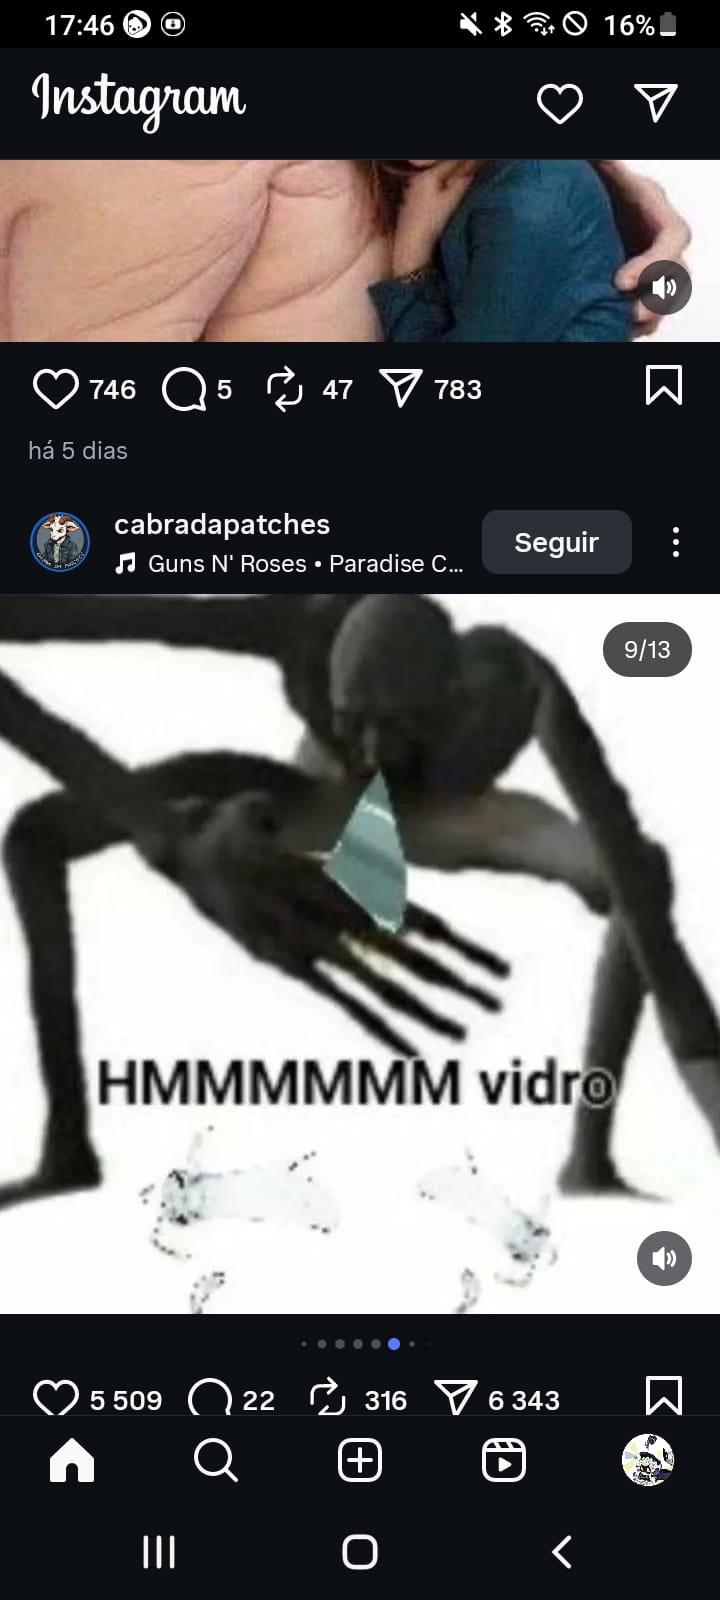 17:46
16%
Instagram
746 5 47 783
há 5 dias
cabradapatches
Guns N' Roses • Paradise C...
Seguir
9/13
HMMMMMM vidro
5 509 22 316 6 343